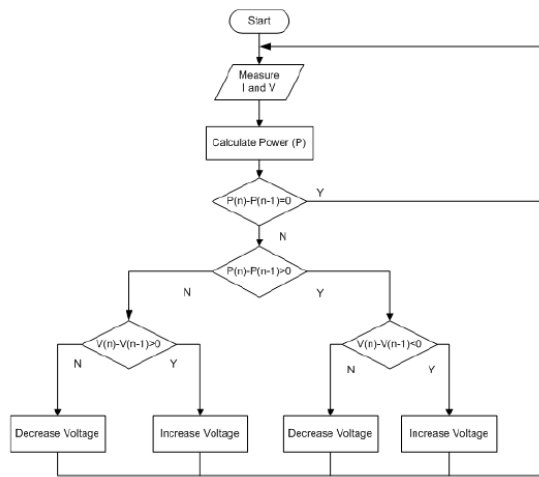 Start
Measure
I and V
Calculate Power (P)
P(n)-P(n-1)=0
Y
N
P(n)-P(n-1)>0
N
Y
V(n)-V(n-1)>0
V(n)-V(n-1)<0
N
Y
N
Y
Decrease Voltage
Increase Voltage
Decrease Voltage
Increase Voltage